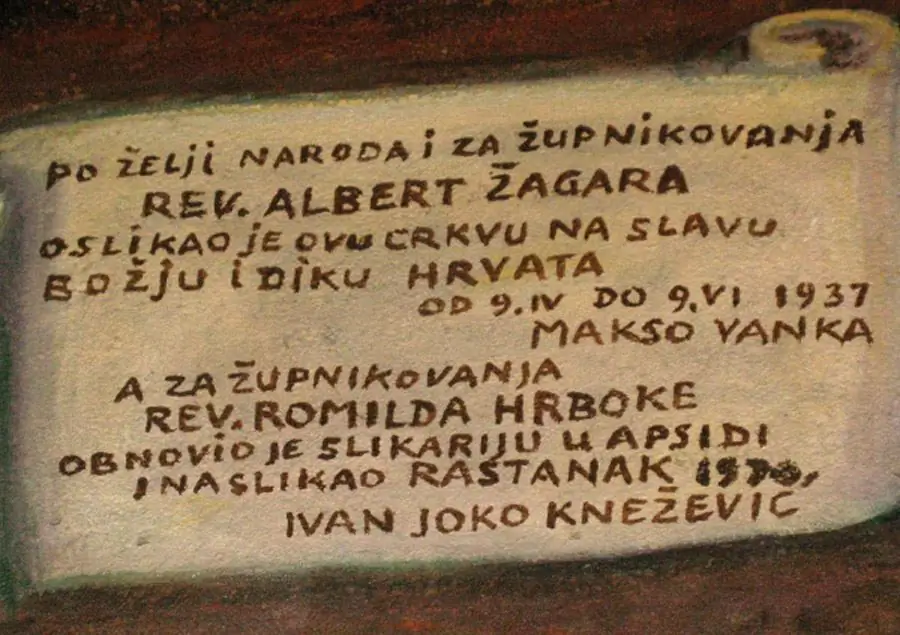 PO ŽELJI NARODA I ZA ŽUPNIKOVANJA
REV. ALBERT ŽAGARA
OSLIKAO JE OVU CRKVU NA SLAVU
BOŽJU I DIKU HRVATA
OD 9.IV DO 9.VI 1937
MAKSO VANKA
A ZA ŽUPNIKOVANJA
REV. ROMILDA HRBOKE
OBNOVIO JE SLIKARIJU U APSIDI
I NASLIKAO RAŠTANAK
IVAN JOKO KNEŽEVIĆ